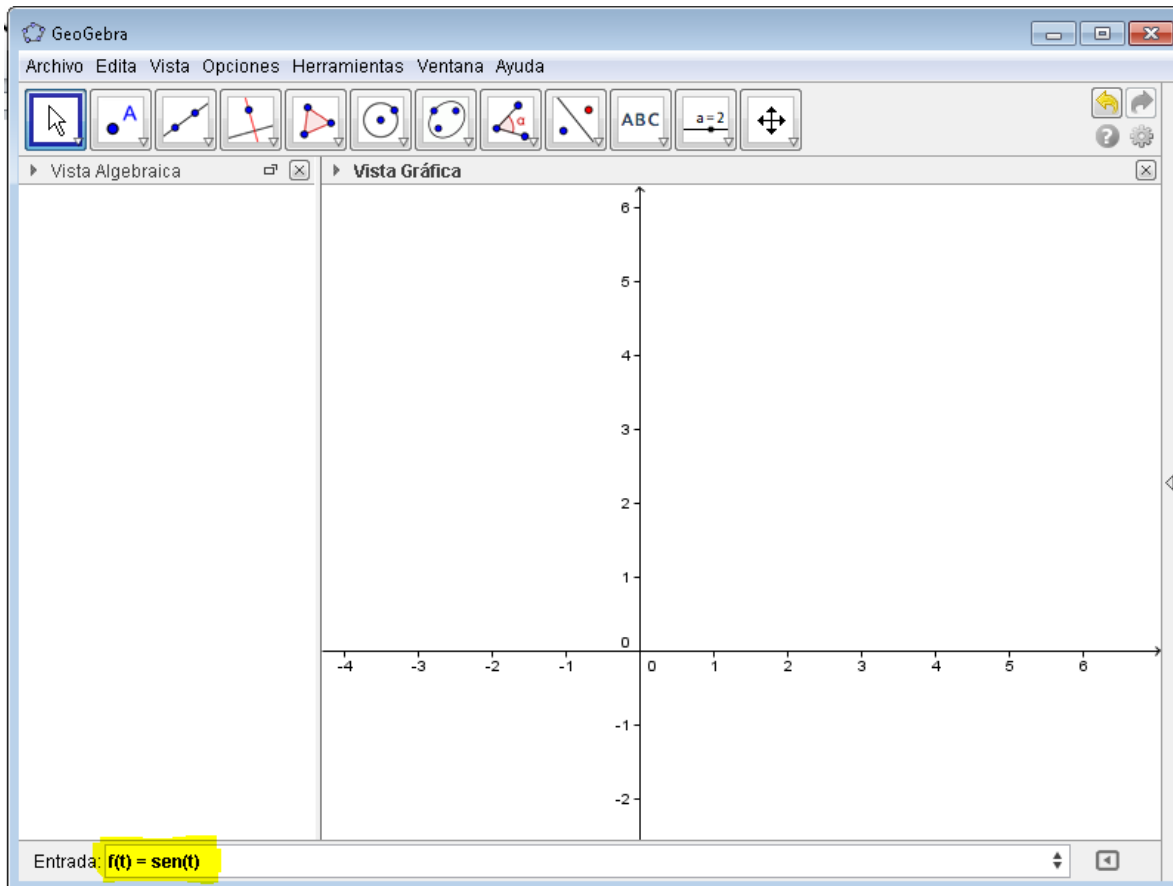 GeoGebra
Archivo Edita Vista Opciones Herramientas Ventana Ayuda
A α ABC a=2
Vista Algebraica
Vista Gráfica
6
5
4
3
2
1
0
-4 -3 -2 -1 0 1 2 3 4 5 6
-1
-2
Entrada: f(t) = sen(t)